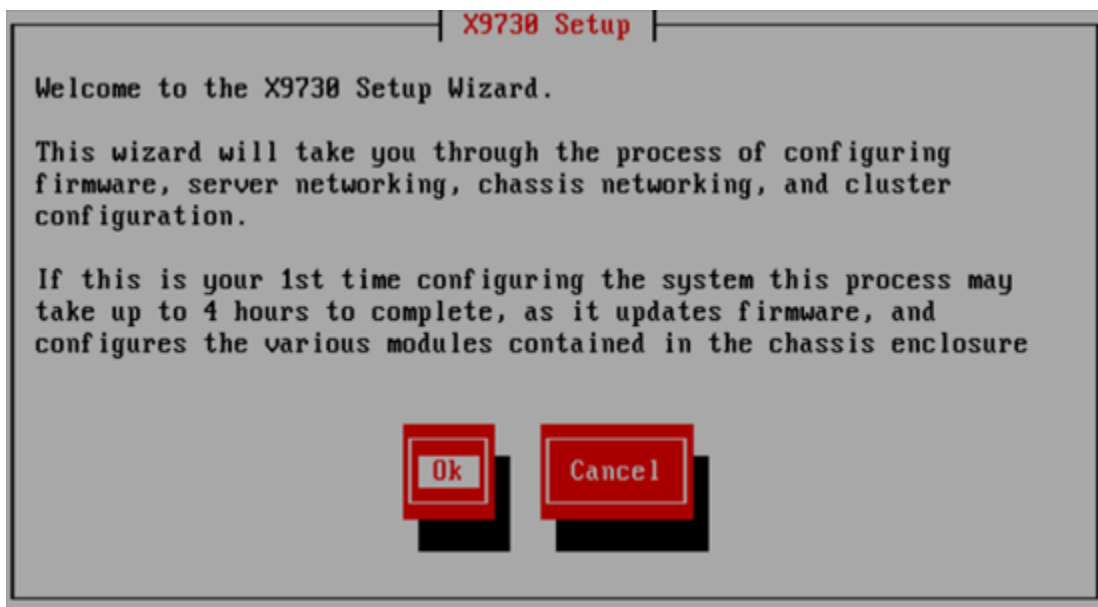 X9730 Setup
Welcome to the X9730 Setup Wizard.
This wizard will take you through the process of configuring
firmware, server networking, chassis networking, and cluster
configuration.
If this is your 1st time configuring the system this process may
take up to 4 hours to complete, as it updates firmware, and
configures the various modules contained in the chassis enclosure
Ok Cancel